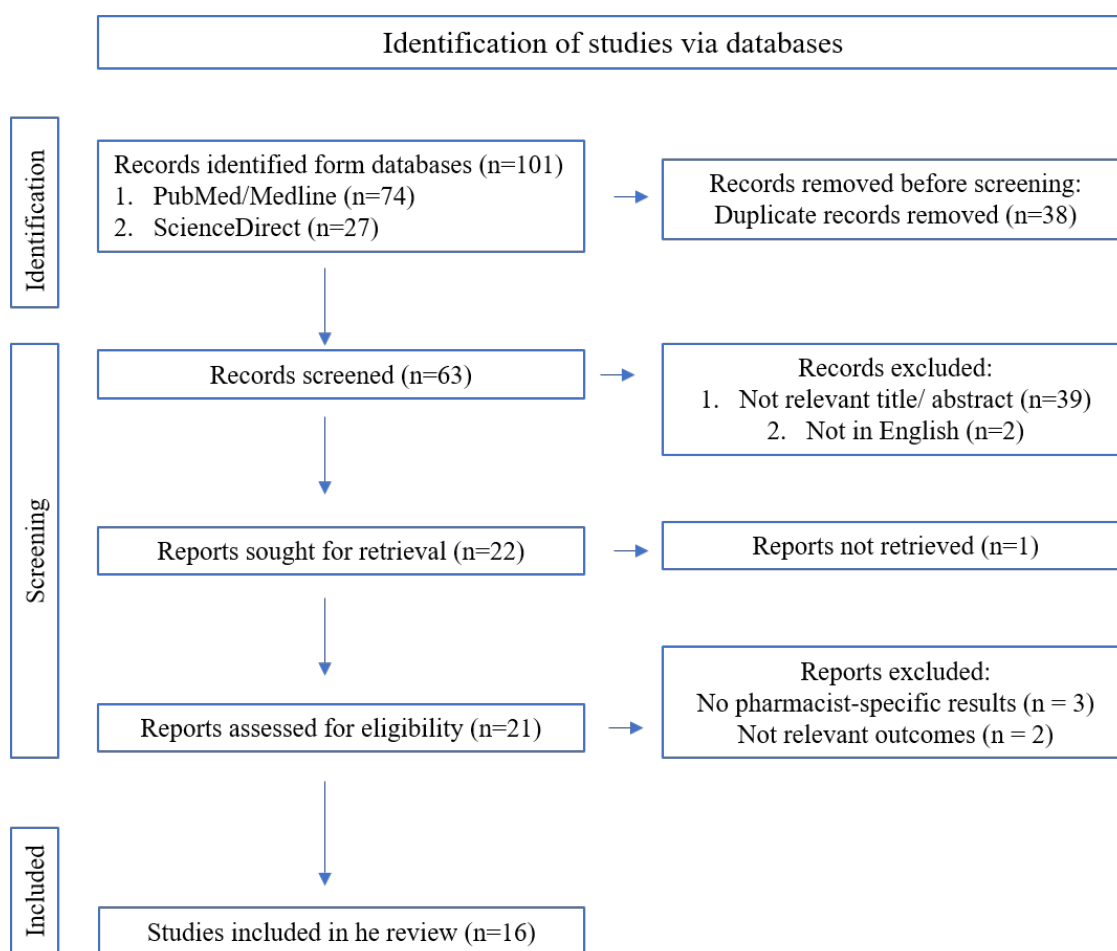 Identification of studies via databases
Identification
Records identified form databases (n=101)
1. PubMed/Medline (n=74)
2. ScienceDirect (n=27)
Records removed before screening:
Duplicate records removed (n=38)
Screening
Records screened (n=63)
Records excluded:
1. Not relevant title/ abstract (n=39)
2. Not in English (n=2)
Reports sought for retrieval (n=22)
Reports not retrieved (n=1)
Reports assessed for eligibility (n=21)
Reports excluded:
No pharmacist-specific results (n = 3)
Not relevant outcomes (n = 2)
Included
Studies included in he review (n=16)